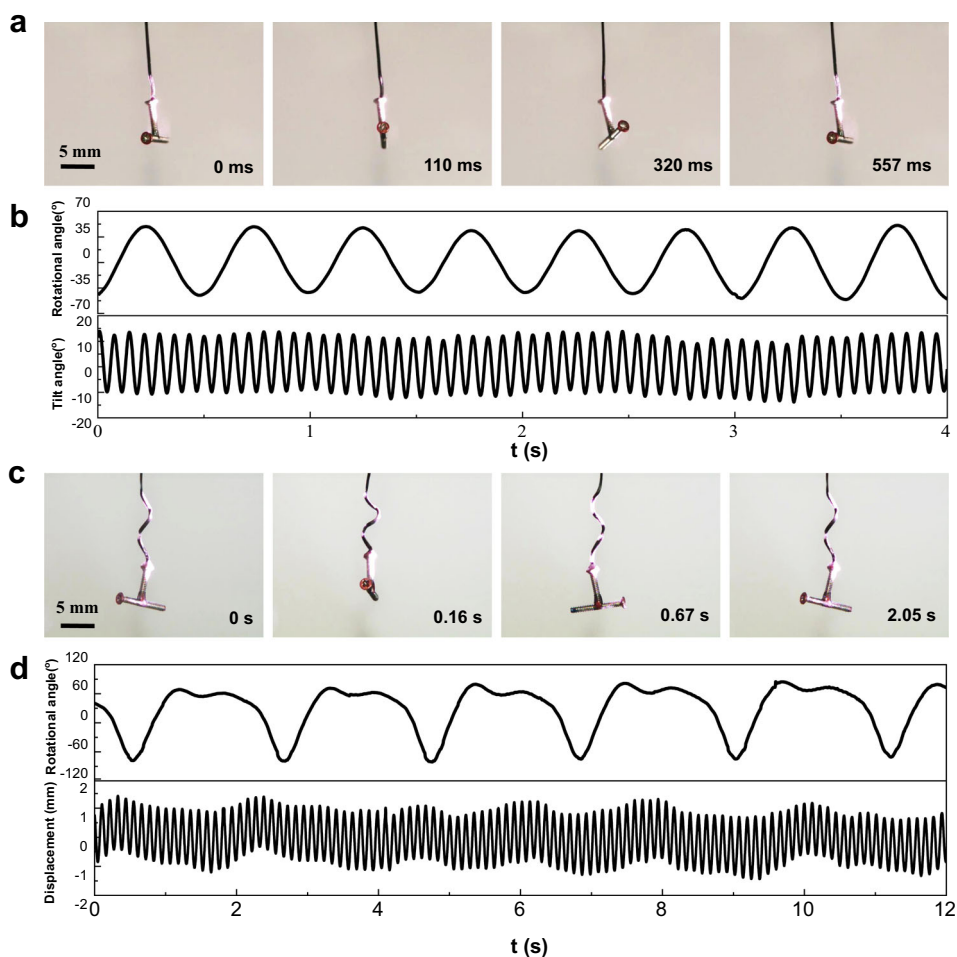 a
5 mm
0 ms
110 ms
320 ms
557 ms
b
Rotational angle(º)
70
35
0
-35
-70
Tilt angle(º)
20
10
0
-10
-20
0 1 2 3 4
t (s)
c
5 mm
0 s
0.16 s
0.67 s
2.05 s
d
Rotational angle(º)
120
60
0
-60
-120
Displacement (mm)
2
1
0
-1
-2
0 2 4 6 8 10 12
t (s)